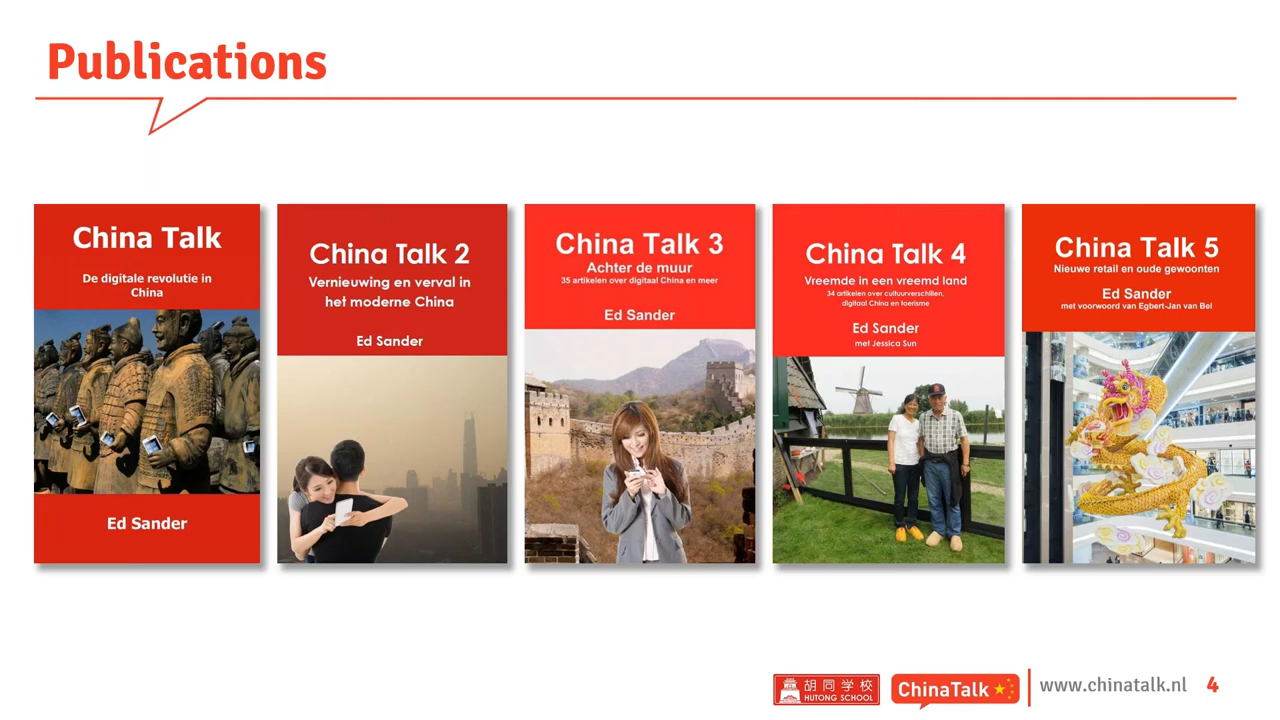 Publications
China Talk
De digitale revolutie in
China
Ed Sander
China Talk 2
Vernieuwing en verval in
het moderne China
Ed Sander
China Talk 3
Achter de muur
35 artikelen over digitaal China en meer
Ed Sander
China Talk 4
Vreemde in een vreemd land
34 artikelen over cultuurverschillen,
digitaal China en toerisme
Ed Sander
met Jessica Sun
China Talk 5
Nieuwe retail en oude gewoonten
Ed Sander
met voorwoord van Egbert-Jan van Bel
胡同学校
HUTONG SCHOOL
ChinaTalk
www.chinatalk.nl
4